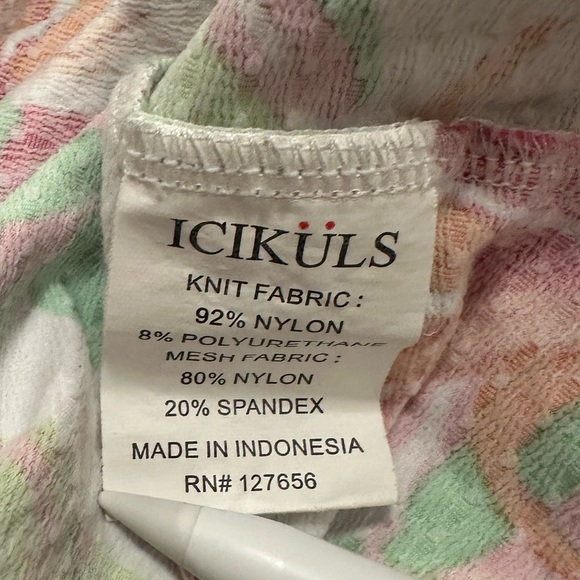 ICIKÜLS
KNIT FABRIC :
92% NYLON
8% POLYURETHANE
MESH FABRIC :
80% NYLON
20% SPANDEX
MADE IN INDONESIA
RN# 127656